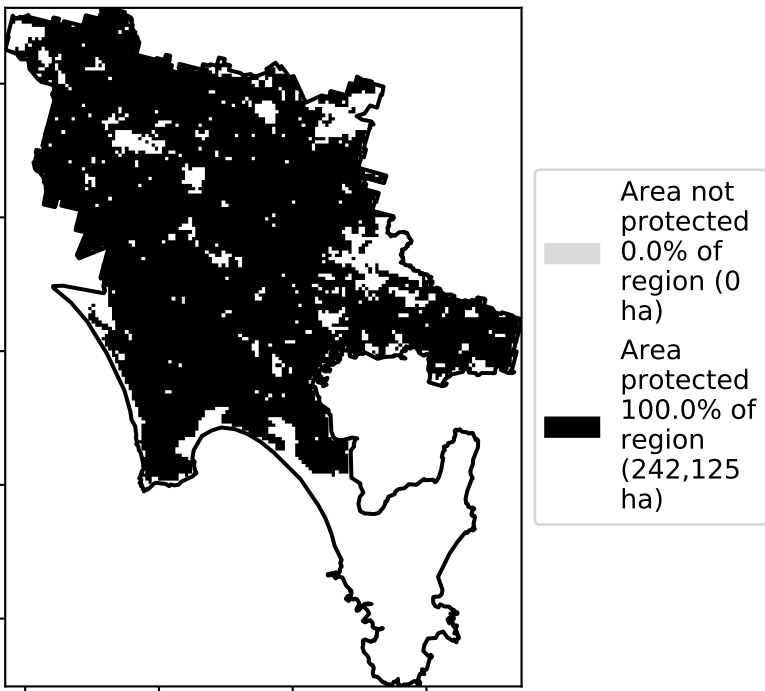 Area not
protected
0.0% of
region (0
ha)
Area
protected
100.0% of
region
(242,125
ha)